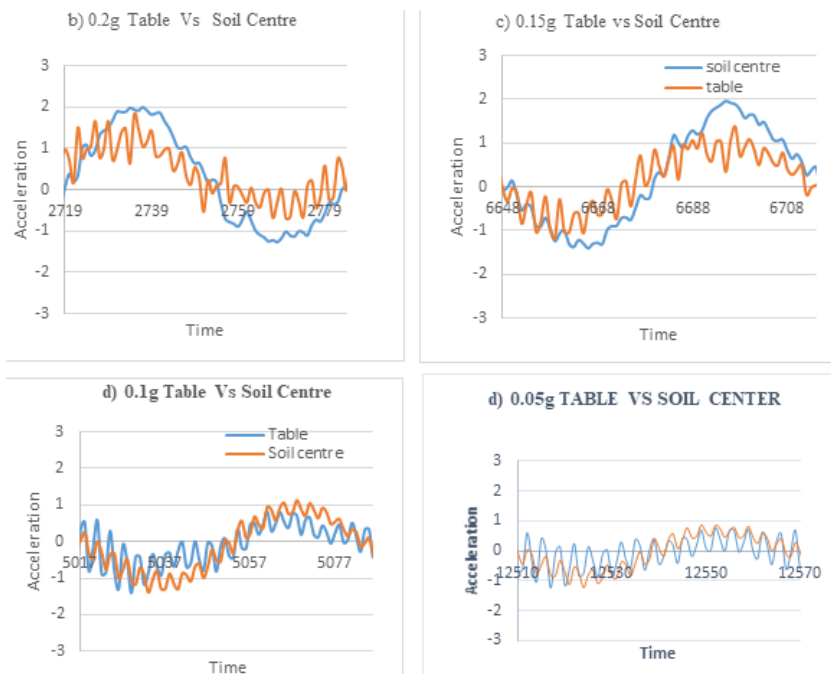 b) 0.2g Table Vs Soil Centre
3
2
1
0
-1
-2
-3
2719
2739
2759
2779
Acceleration
Time
c) 0.15g Table vs Soil Centre
soil centre
table
3
2
1
0
-1
-2
-3
6648
6668
6688
6708
Acceleration
Time
d) 0.1g Table Vs Soil Centre
Table
Soil centre
3
2
1
0
-1
-2
-3
5017
5037
5057
5077
Acceleration
Time
d) 0.05g TABLE VS SOIL CENTER
3
2
1
0
-1
-2
-3
12510
12530
12550
12570
Acceleration
Time